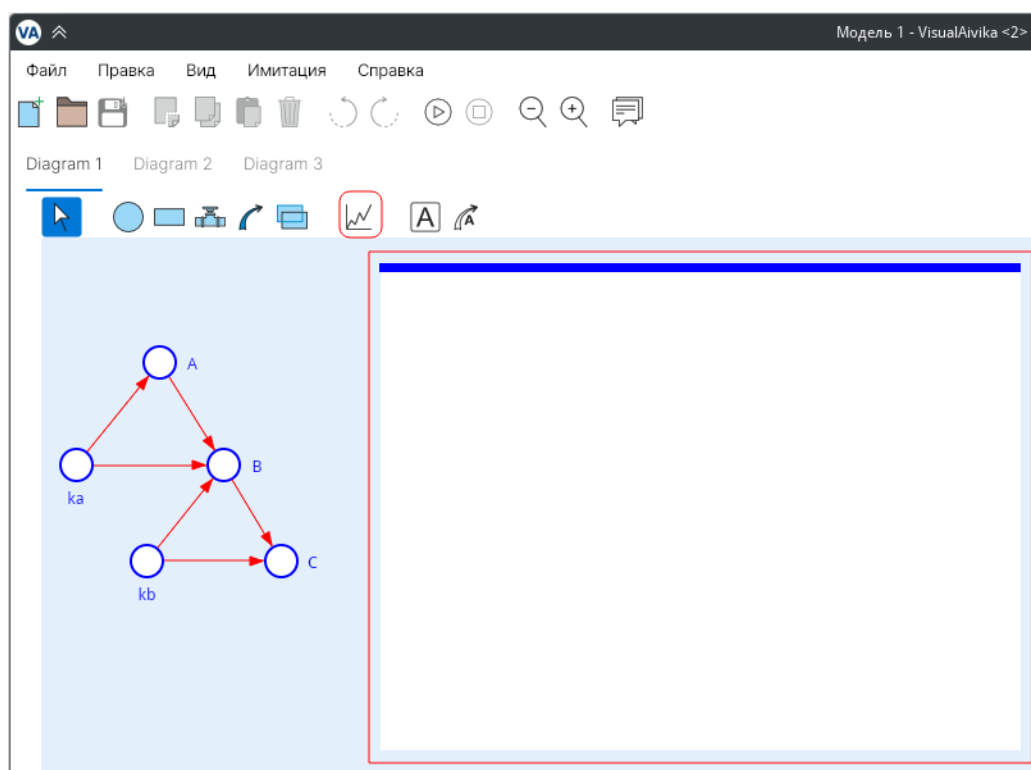 VA Модель 1 - VisualAivika <2>
Файл Правка Вид Имитация Справка
Diagram 1 Diagram 2 Diagram 3
A A
A
B
ka
C
kb